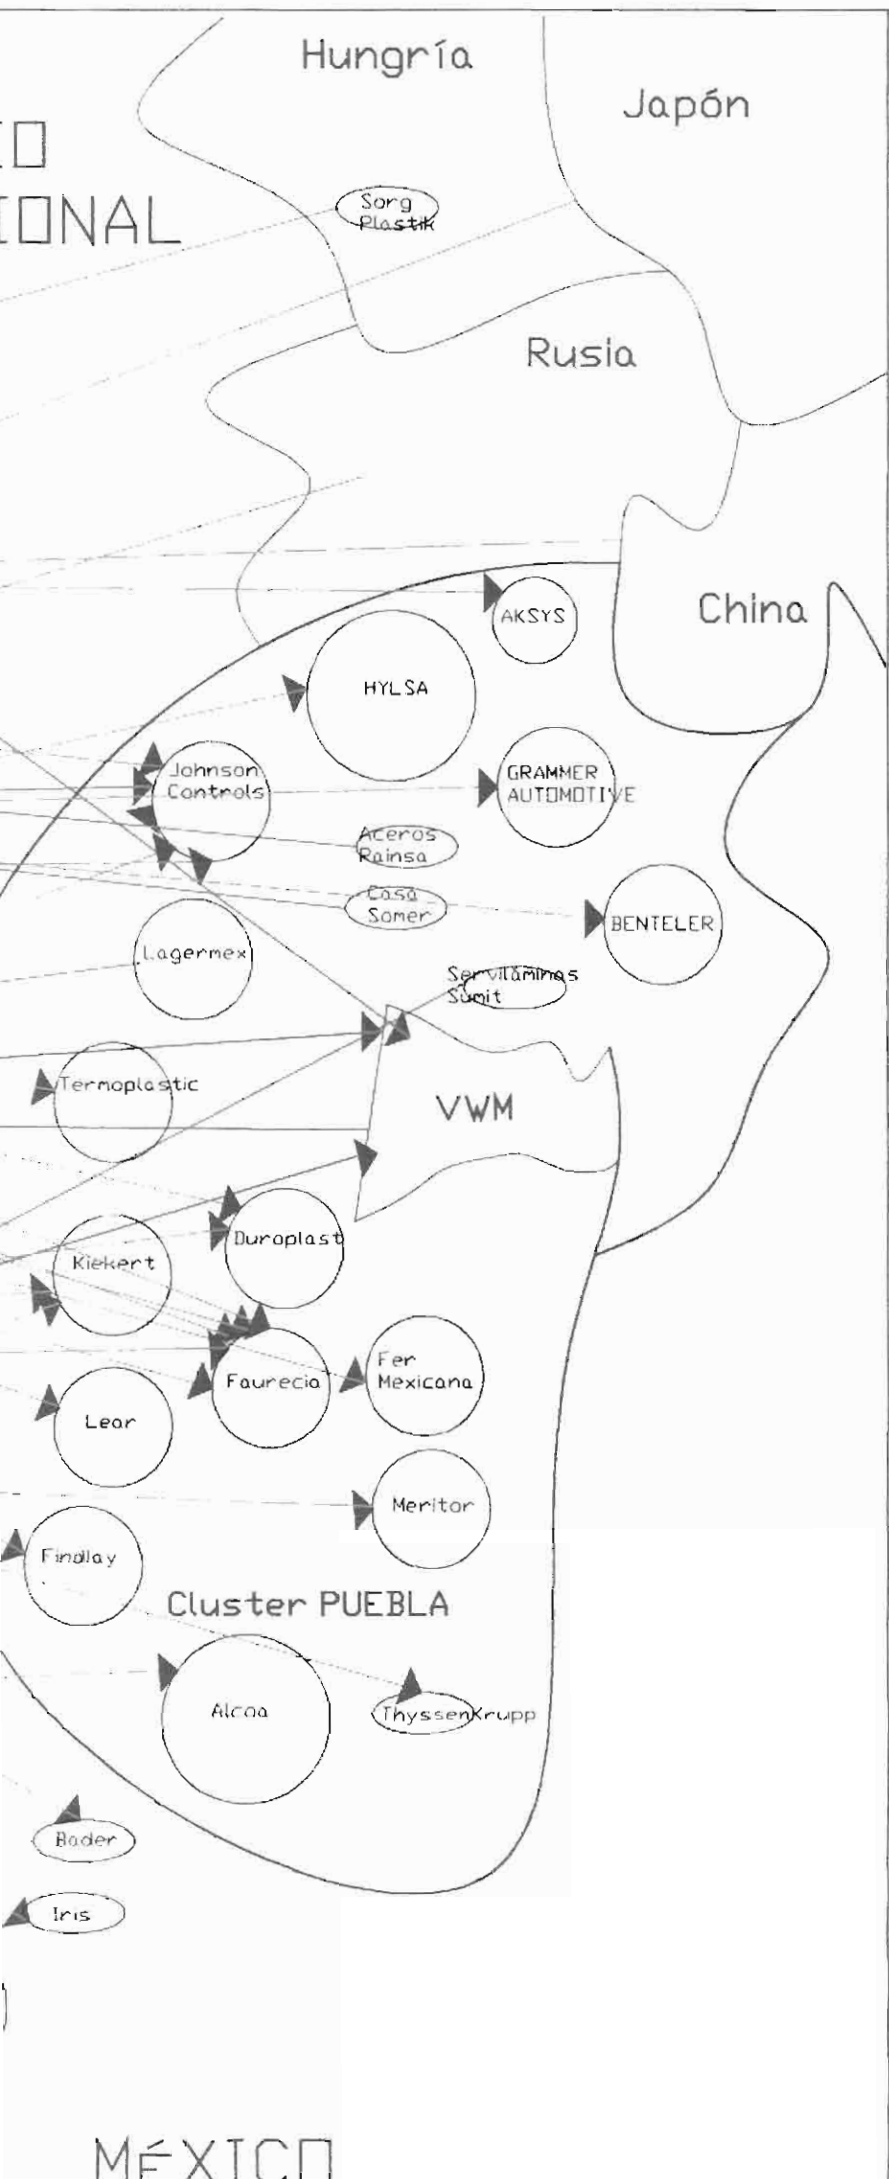 Hungría
Japón
IONAL
Sorg
Plastik
Rusia
China
AKSYS
HYLSA
Johnson
Controls
GRAMMER
AUTOMOTIVE
Aceros
Rainsa
Casa
Somer
BENTELER
Lagermex
Servilaminas
Sumit
Termoplastic
VWM
Duroplast
Kiekert
Fer
Mexicana
Faurecia
Lear
Meritor
Findlay
Cluster PUEBLA
Alcoa
ThyssenKrupp
Bader
Iris
MÉXICO